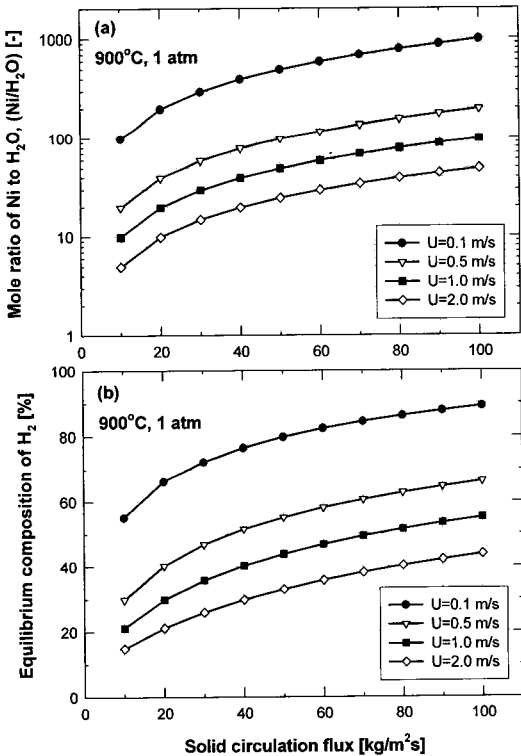 (a)
900°C, 1 atm
Mole ratio of Ni to H2O, (Ni/H2O) [-]
1000
100
10
1
U=0.1 m/s
U=0.5 m/s
U=1.0 m/s
U=2.0 m/s
0 20 40 60 80 100
(b)
900°C, 1 atm
Equilibrium composition of H2 [%]
100
80
60
40
20
0
U=0.1 m/s
U=0.5 m/s
U=1.0 m/s
U=2.0 m/s
0 20 40 60 80 100
Solid circulation flux [kg/m²s]